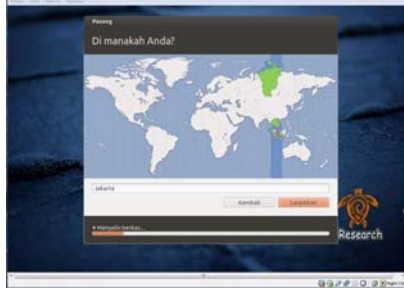 Pasang
Di manakah Anda?
Jakarta
Kembali
Lanjutkan
Menyalin berkas...
Research